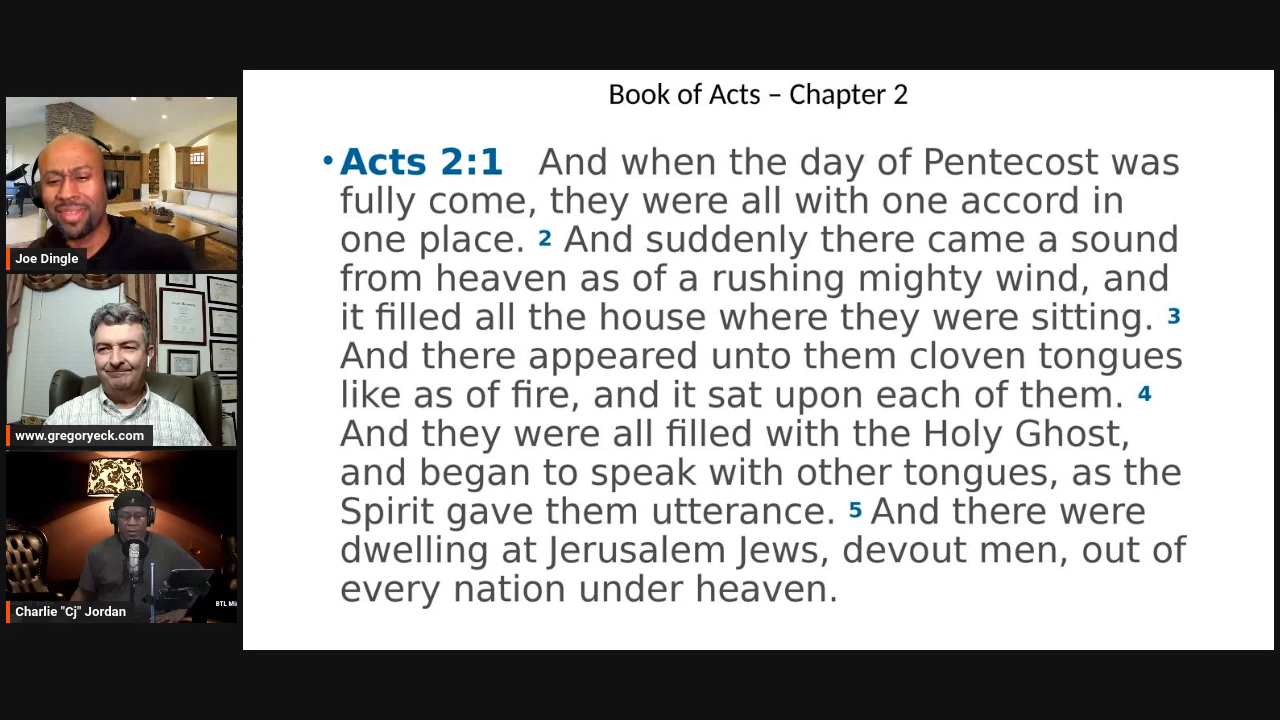 Book of Acts – Chapter 2
•Acts 2:1 And when the day of Pentecost was
fully come, they were all with one accord in
one place. 2 And suddenly there came a sound
from heaven as of a rushing mighty wind, and
it filled all the house where they were sitting. 3
And there appeared unto them cloven tongues
like as of fire, and it sat upon each of them. 4
And they were all filled with the Holy Ghost,
and began to speak with other tongues, as the
Spirit gave them utterance. 5 And there were
dwelling at Jerusalem Jews, devout men, out of
every nation under heaven.
Joe Dingle
www.gregoryeck.com
Charlie "Cj" Jordan
BTL Mi